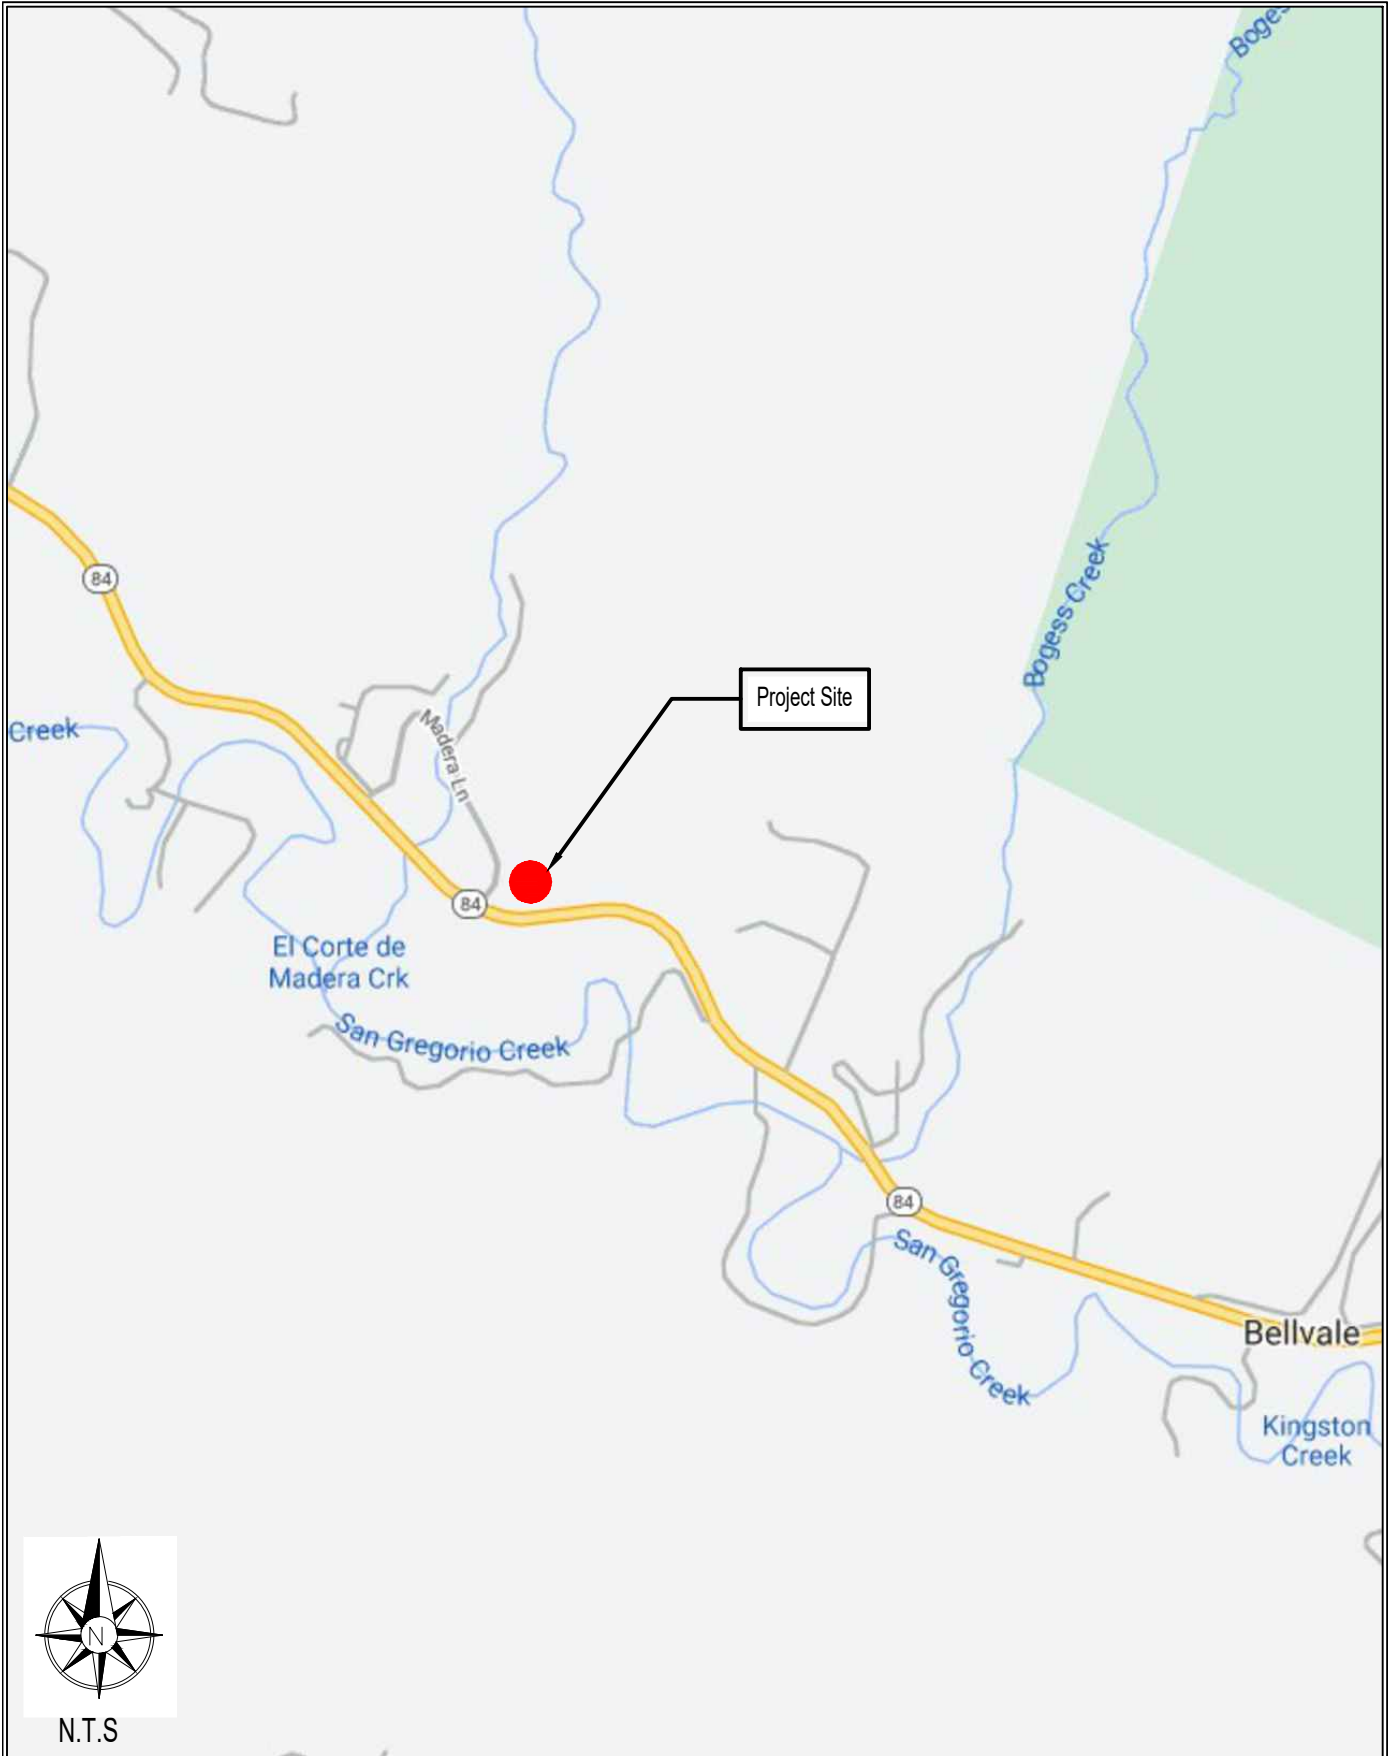 Boges
84
Bogess Creek
Project Site
Creek
Madera Ln
84
El Corte de
Madera Crk
San Gregorio Creek
84
San Gregorio Creek
Bellvale
Kingston
Creek
N
N.T.S